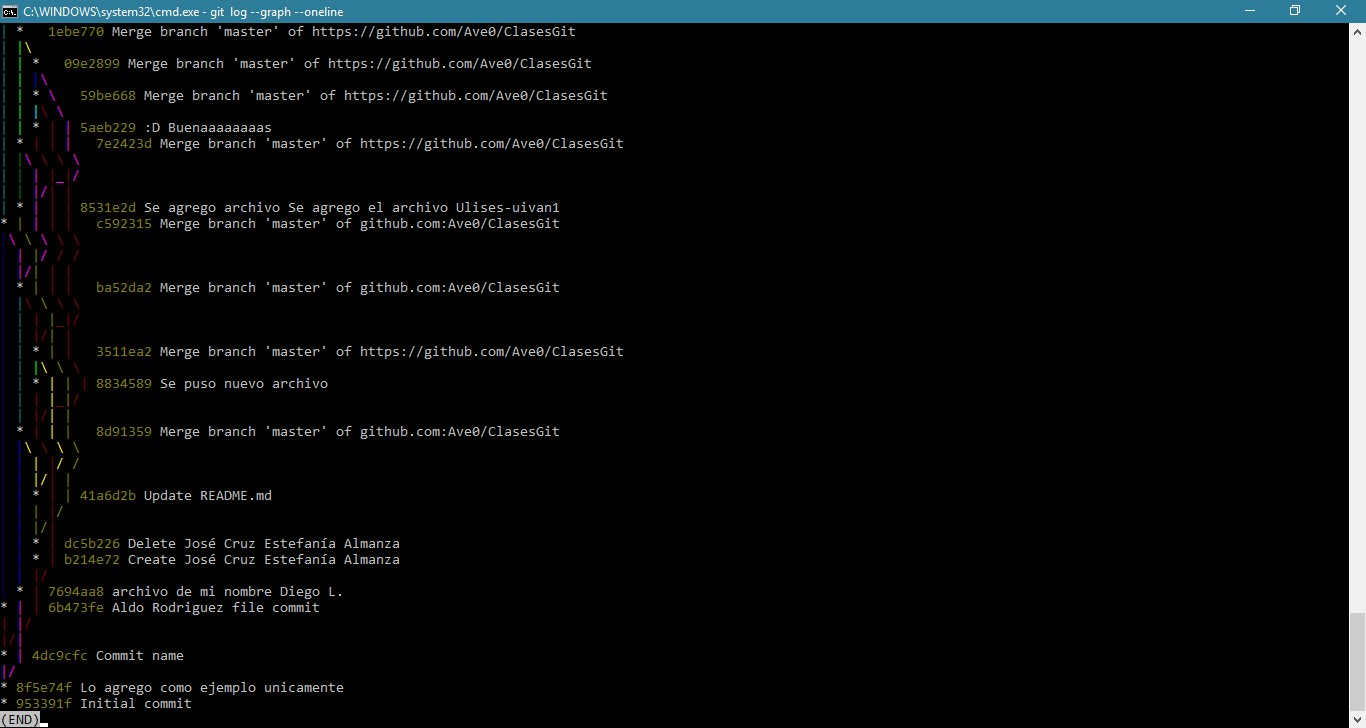 C:\WINDOWS\system32\cmd.exe - git log --graph --oneline
1ebe770 Merge branch 'master' of https://github.com/Ave0/ClasesGit
09e2899 Merge branch 'master' of https://github.com/Ave0/ClasesGit
59be668 Merge branch 'master' of https://github.com/Ave0/ClasesGit
5aeb229 :D Buenaaaaaaaas
7e2423d Merge branch 'master' of https://github.com/Ave0/ClasesGit
8531e2d Se agrego archivo Se agrego el archivo Ulises-uivan1
c592315 Merge branch 'master' of github.com:Ave0/ClasesGit
ba52da2 Merge branch 'master' of github.com:Ave0/ClasesGit
3511ea2 Merge branch 'master' of https://github.com/Ave0/ClasesGit
8834589 Se puso nuevo archivo
8d91359 Merge branch 'master' of github.com:Ave0/ClasesGit
41a6d2b Update README.md
dc5b226 Delete José Cruz Estefanía Almanza
b214e72 Create José Cruz Estefanía Almanza
7694aa8 archivo de mi nombre Diego L.
6b473fe Aldo Rodriguez file commit
4dc9cfc Commit name
8f5e74f Lo agrego como ejemplo unicamente
953391f Initial commit
(END)